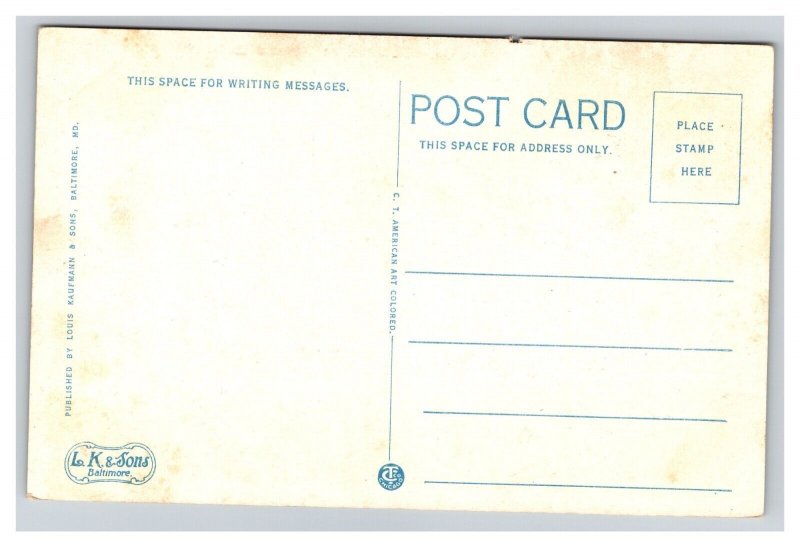 THIS SPACE FOR WRITING MESSAGES.
PUBLISHED BY LOUIS KAUFMANN & SONS, BALTIMORE, MD.
L. K. & Sons
Baltimore.
C. T. AMERICAN ART COLORED.
CHICAGO
POST CARD
THIS SPACE FOR ADDRESS ONLY.
PLACE
STAMP
HERE